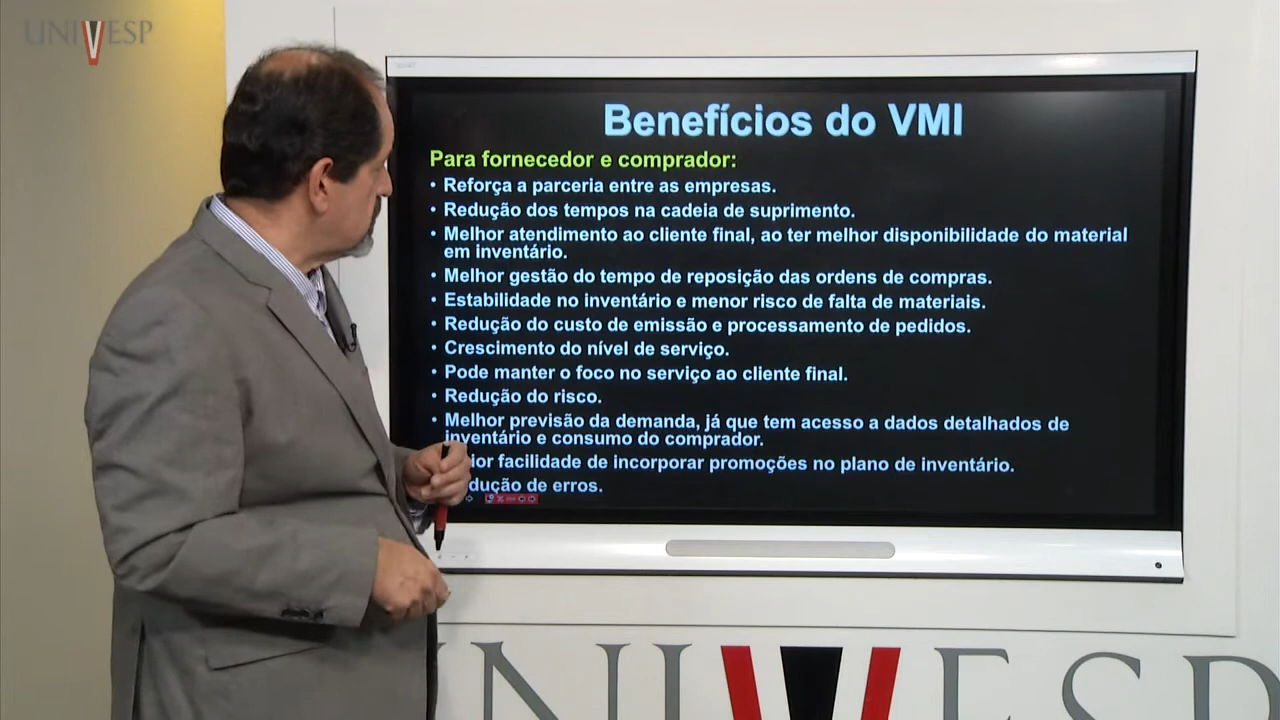 UNIVESP
Benefícios do VMI
Para fornecedor e comprador:
• Reforça a parceria entre as empresas.
• Redução dos tempos na cadeia de suprimento.
• Melhor atendimento ao cliente final, ao ter melhor disponibilidade do material
em inventário.
• Melhor gestão do tempo de reposição das ordens de compras.
• Estabilidade no inventário e menor risco de falta de materiais.
• Redução do custo de emissão e processamento de pedidos.
• Crescimento do nível de serviço.
• Pode manter o foco no serviço ao cliente final.
• Redução do risco.
• Melhor previsão da demanda, já que tem acesso a dados detalhados de
inventário e consumo do comprador.
facilidade de incorporar promoções no plano de inventário.
dução de erros.
NIVESP